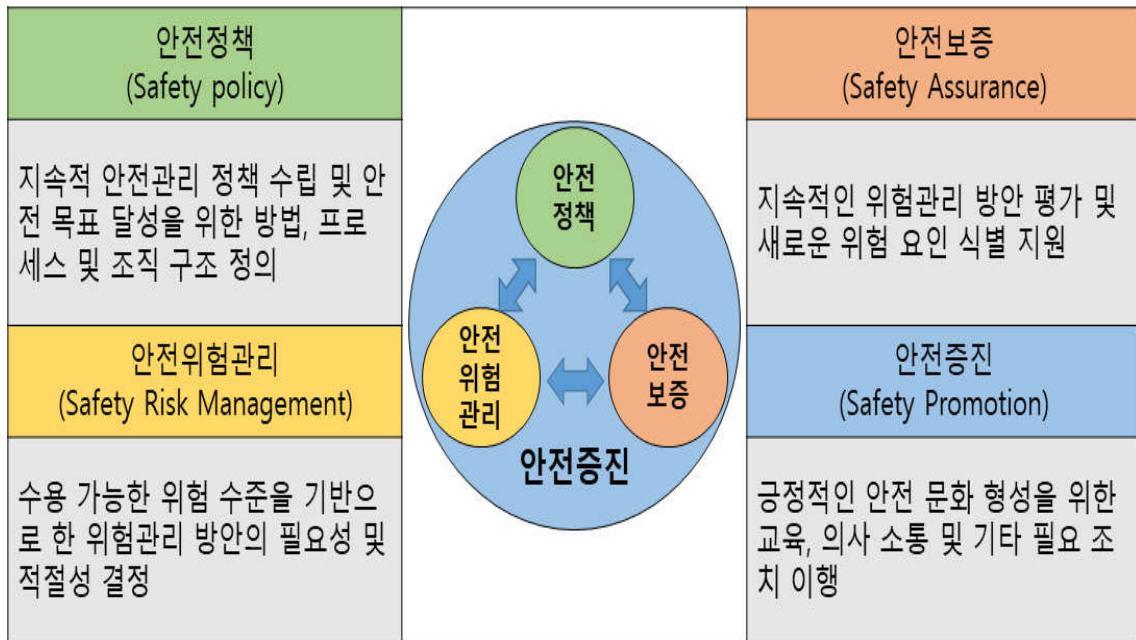 안전정책
(Safety policy)
지속적 안전관리 정책 수립 및 안
전 목표 달성을 위한 방법, 프로
세스 및 조직 구조 정의
안전위험관리
(Safety Risk Management)
수용 가능한 위험 수준을 기반으
로 한 위험관리 방안의 필요성 및
적절성 결정
안전
정책
안전
위험
관리
안전
보증
안전증진
안전보증
(Safety Assurance)
지속적인 위험관리 방안 평가 및
새로운 위험 요인 식별 지원
안전증진
(Safety Promotion)
긍정적인 안전 문화 형성을 위한
교육, 의사 소통 및 기타 필요 조
치 이행